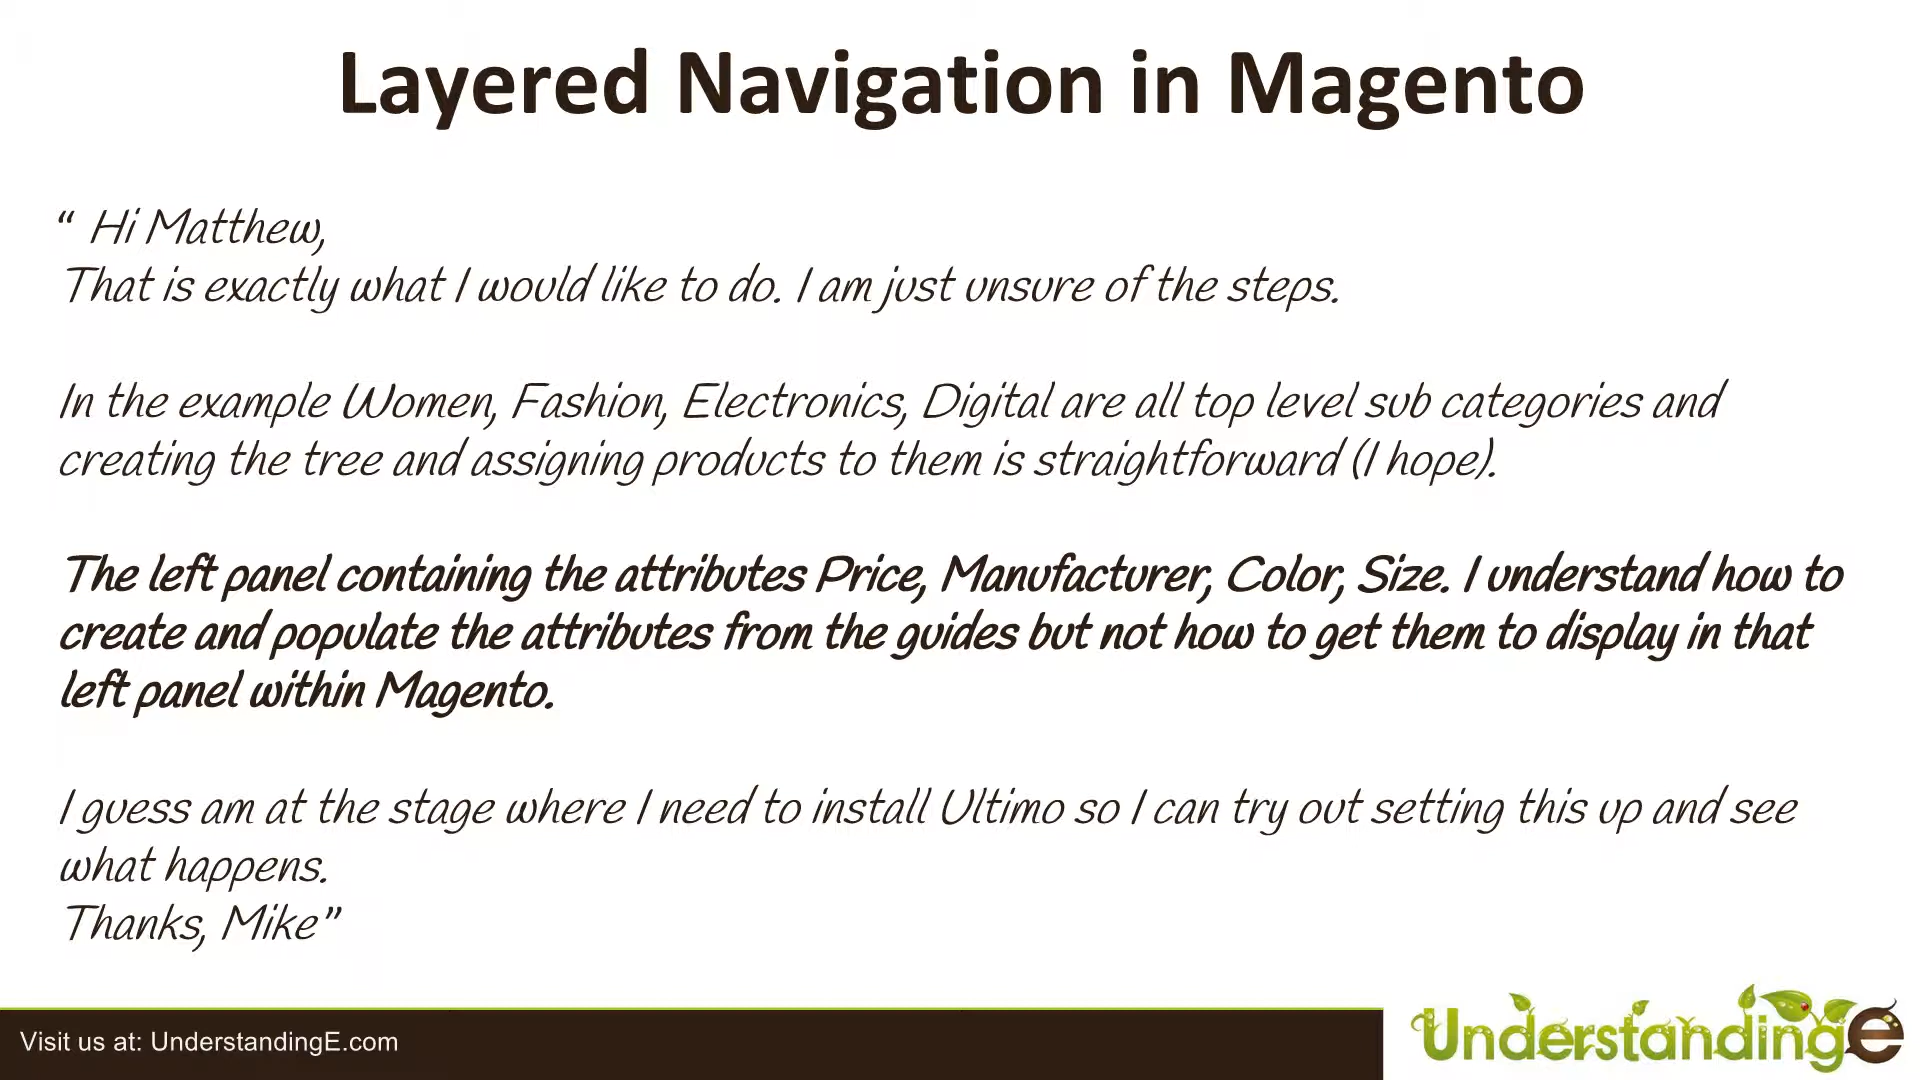 Layered Navigation in Magento
“ Hi Matthew,
That is exactly what I would like to do. I am just unsure of the steps.
In the example Women, Fashion, Electronics, Digital are all top level sub categories and
creating the tree and assigning products to them is straightforward (I hope).
The left panel containing the attributes Price, Manufacturer, Color, Size. I understand how to
create and populate the attributes from the guides but not how to get them to display in that
left panel within Magento.
I guess am at the stage where I need to install Ultimo so I can try out setting this up and see
what happens.
Thanks, Mike”
Visit us at: UnderstandingE.com
UnderstandingE